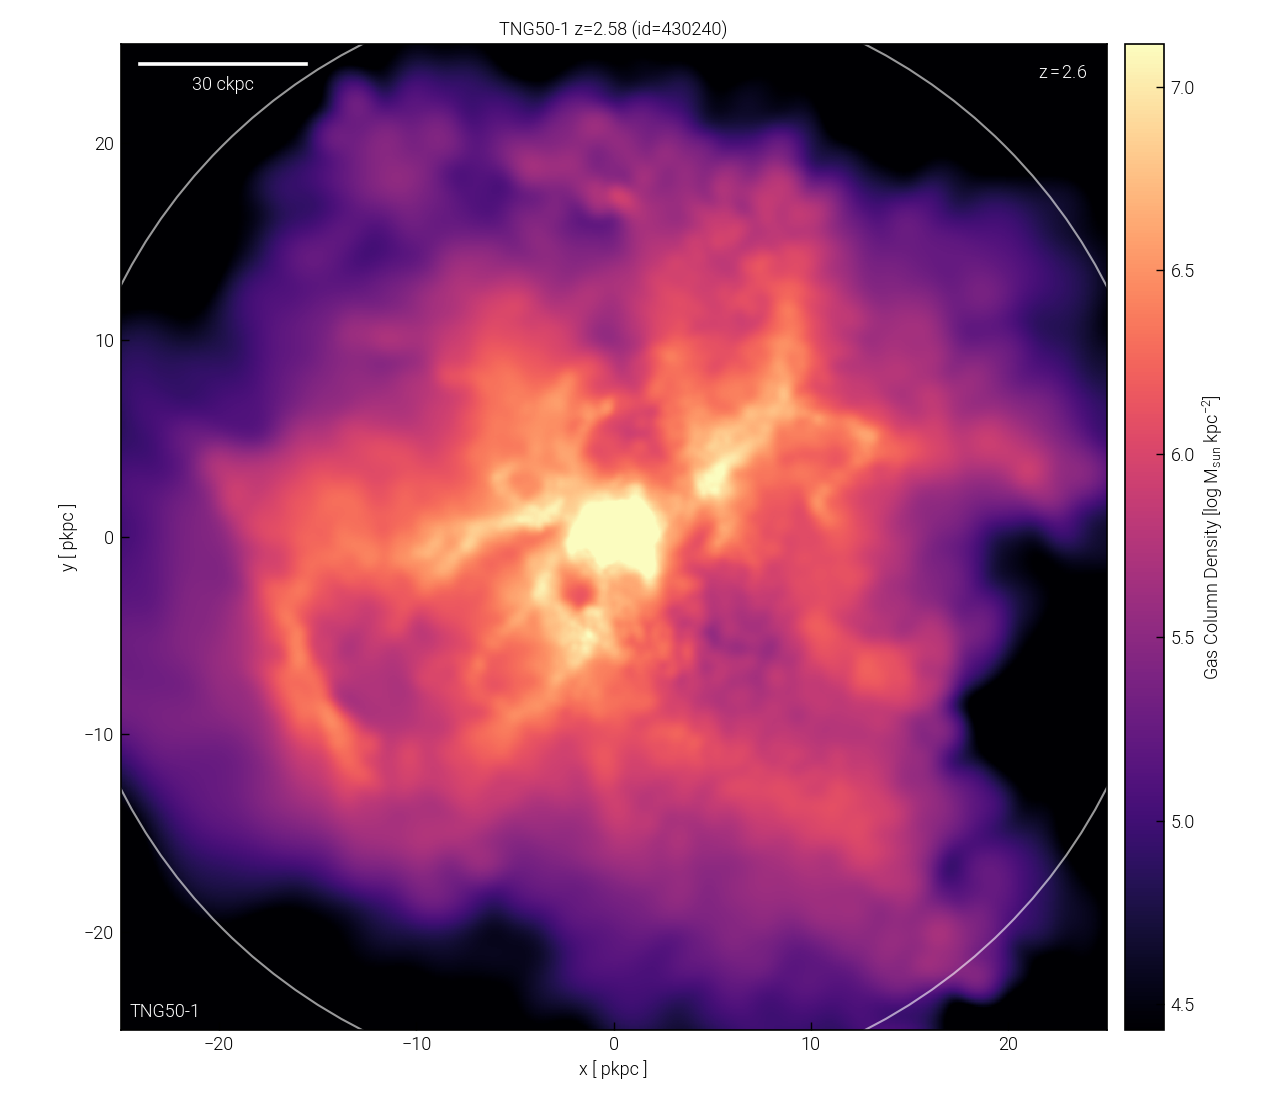 TNG50-1 z=2.58 (id=430240)
30 ckpc
z=2.6
TNG50-1
20
10
0
−10
−20
y [ pkpc ]
−20
−10
0
10
20
x [ pkpc ]
7.0
6.5
6.0
5.5
5.0
4.5
Gas Column Density [log M_sun kpc^−2]